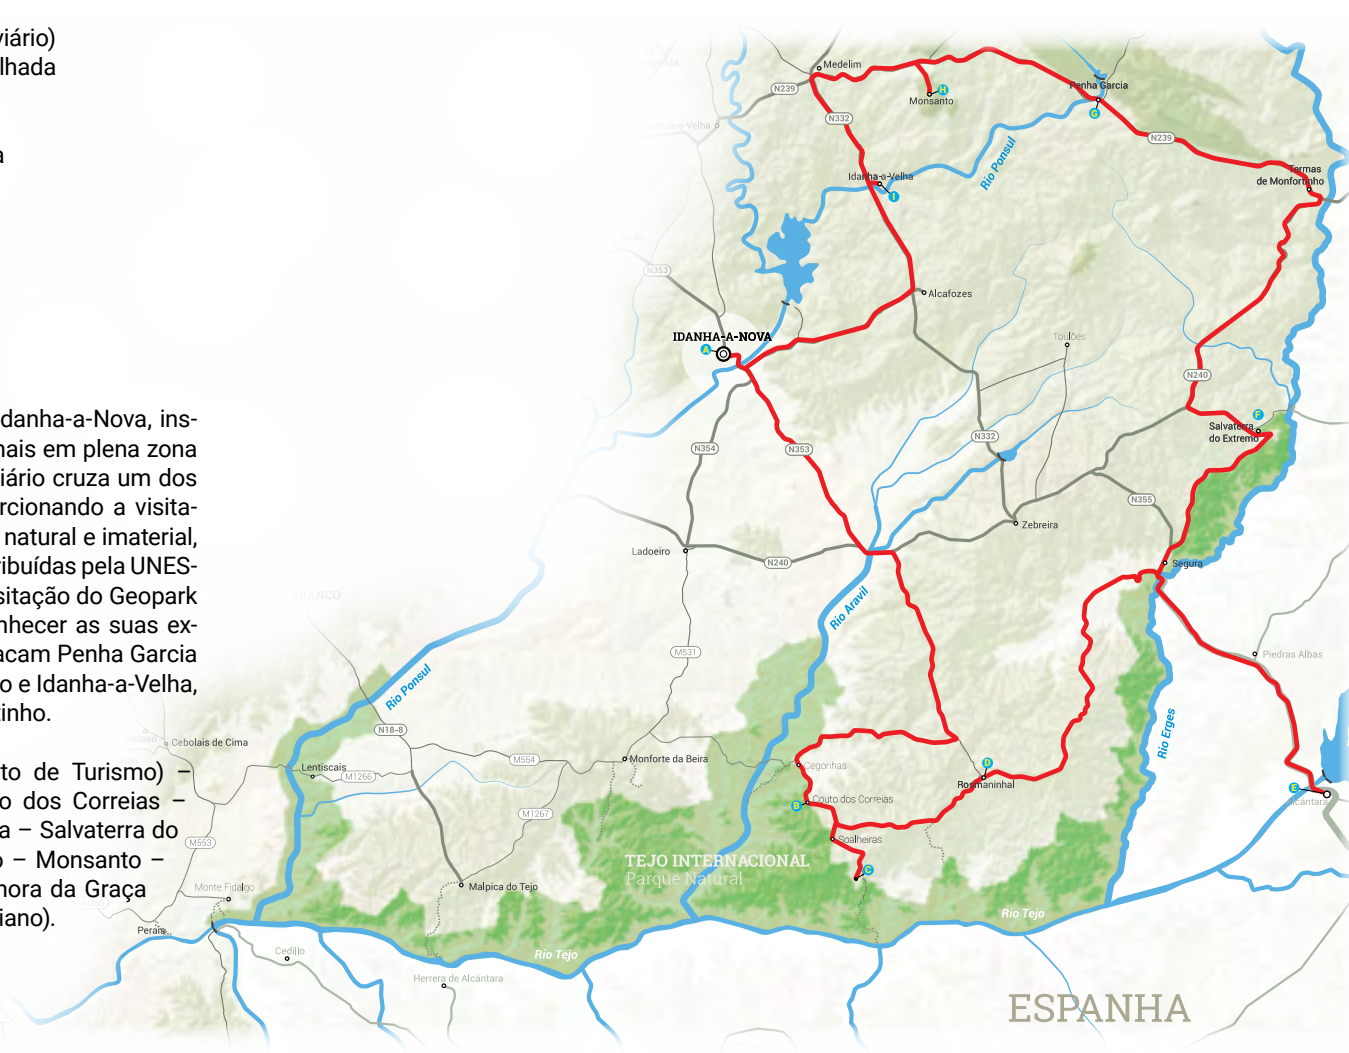 viário)
lhada
a
danha-a-Nova, ins-
nais em plena zona
iário cruza um dos
rcionando a visita-
natural e imaterial,
ribuídas pela UNES-
sitação do Geopark
nhecer as suas ex-
acam Penha Garcia
o e Idanha-a-Velha,
tinho.
to de Turismo) –
o dos Correias –
a – Salvaterra do
o – Monsanto –
hora da Graça
iano).
Medelim
N239
H
Monsanto
Penha Garcia
G
N332
N239
Rio Ponsul
Termas
de Monfortinho
Idanha-a-Velha
I
N353
Alcafozes
IDANHA-A-NOVA
A
Toulões
N240
F
Salvaterra
do Extremo
N354
N353
N332
N355
Zebreira
Ladoeiro
N240
Segura
Rio Aravil
M531
Piedras Albas
Rio Ponsul
Rio Erges
N18-8
Cebolais de Cima
M554
Monforte da Beira
Cegonhas
Lentiscais
M1266
D
Rosmaninhal
E
Alcántara
B
Couto dos Correias
M1267
M553
Soalheiras
TEJO INTERNACIONAL
Parque Natural
C
Monte Fidalgo
Malpica do Tejo
Rio Tejo
Perais
Cedillo
Rio Tejo
Herrera de Alcántara
ESPANHA